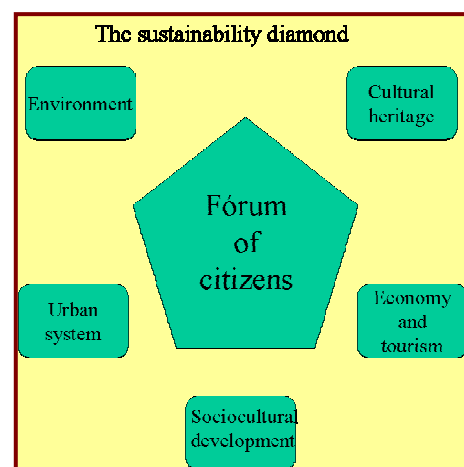 The sustainability diamond
Environment
Cultural
heritage
Fórum
of
citizens
Urban
system
Economy
and
tourism
Sociocultural
development